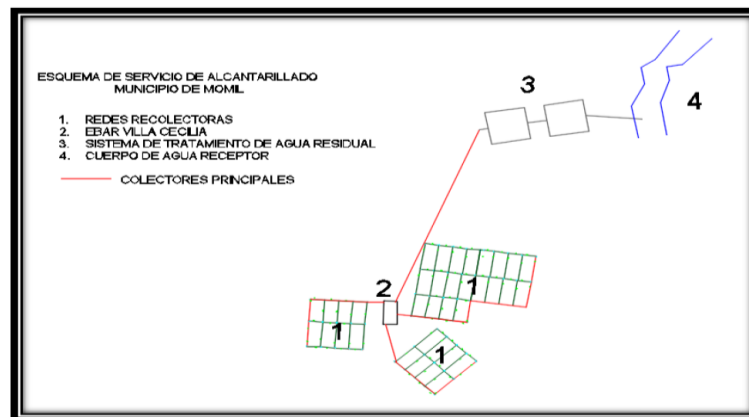 ESQUEMA DE SERVICIO DE ALCANTARILLADO
MUNICIPIO DE MOMIL
1. REDES RECOLECTORAS
2. EBAR VILLA CECILIA
3. SISTEMA DE TRATAMIENTO DE AGUA RESIDUAL
4. CUERPO DE AGUA RECEPTOR
COLECTORES PRINCIPALES
3
4
2
1
1
1